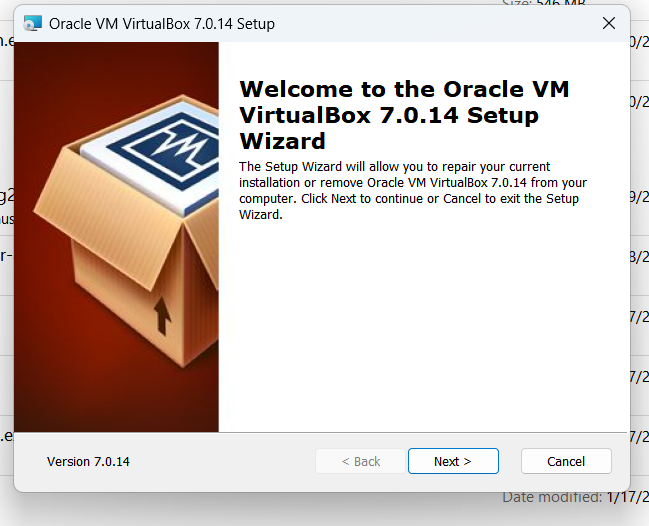 Size: 546 MB
Oracle VM VirtualBox 7.0.14 Setup
Welcome to the Oracle VM
VirtualBox 7.0.14 Setup
Wizard
The Setup Wizard will allow you to repair your current
installation or remove Oracle VM VirtualBox 7.0.14 from your
computer. Click Next to continue or Cancel to exit the Setup
Wizard.
Version 7.0.14
< Back
Next >
Cancel
Date modified: 1/17/2